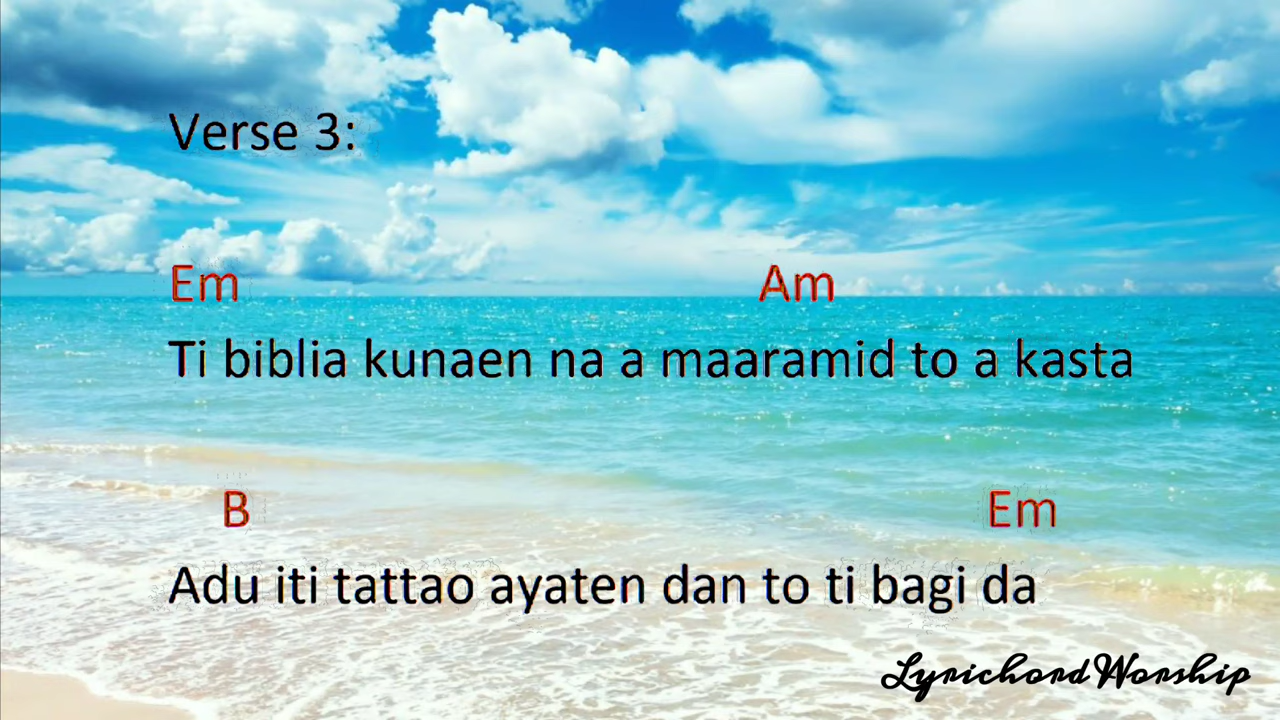 Verse 3:
Em Am
Ti biblia kunaen na a maaramid to a kasta
B Em
Adu iti tattao ayaten dan to ti bagi da
LyrichordWorship